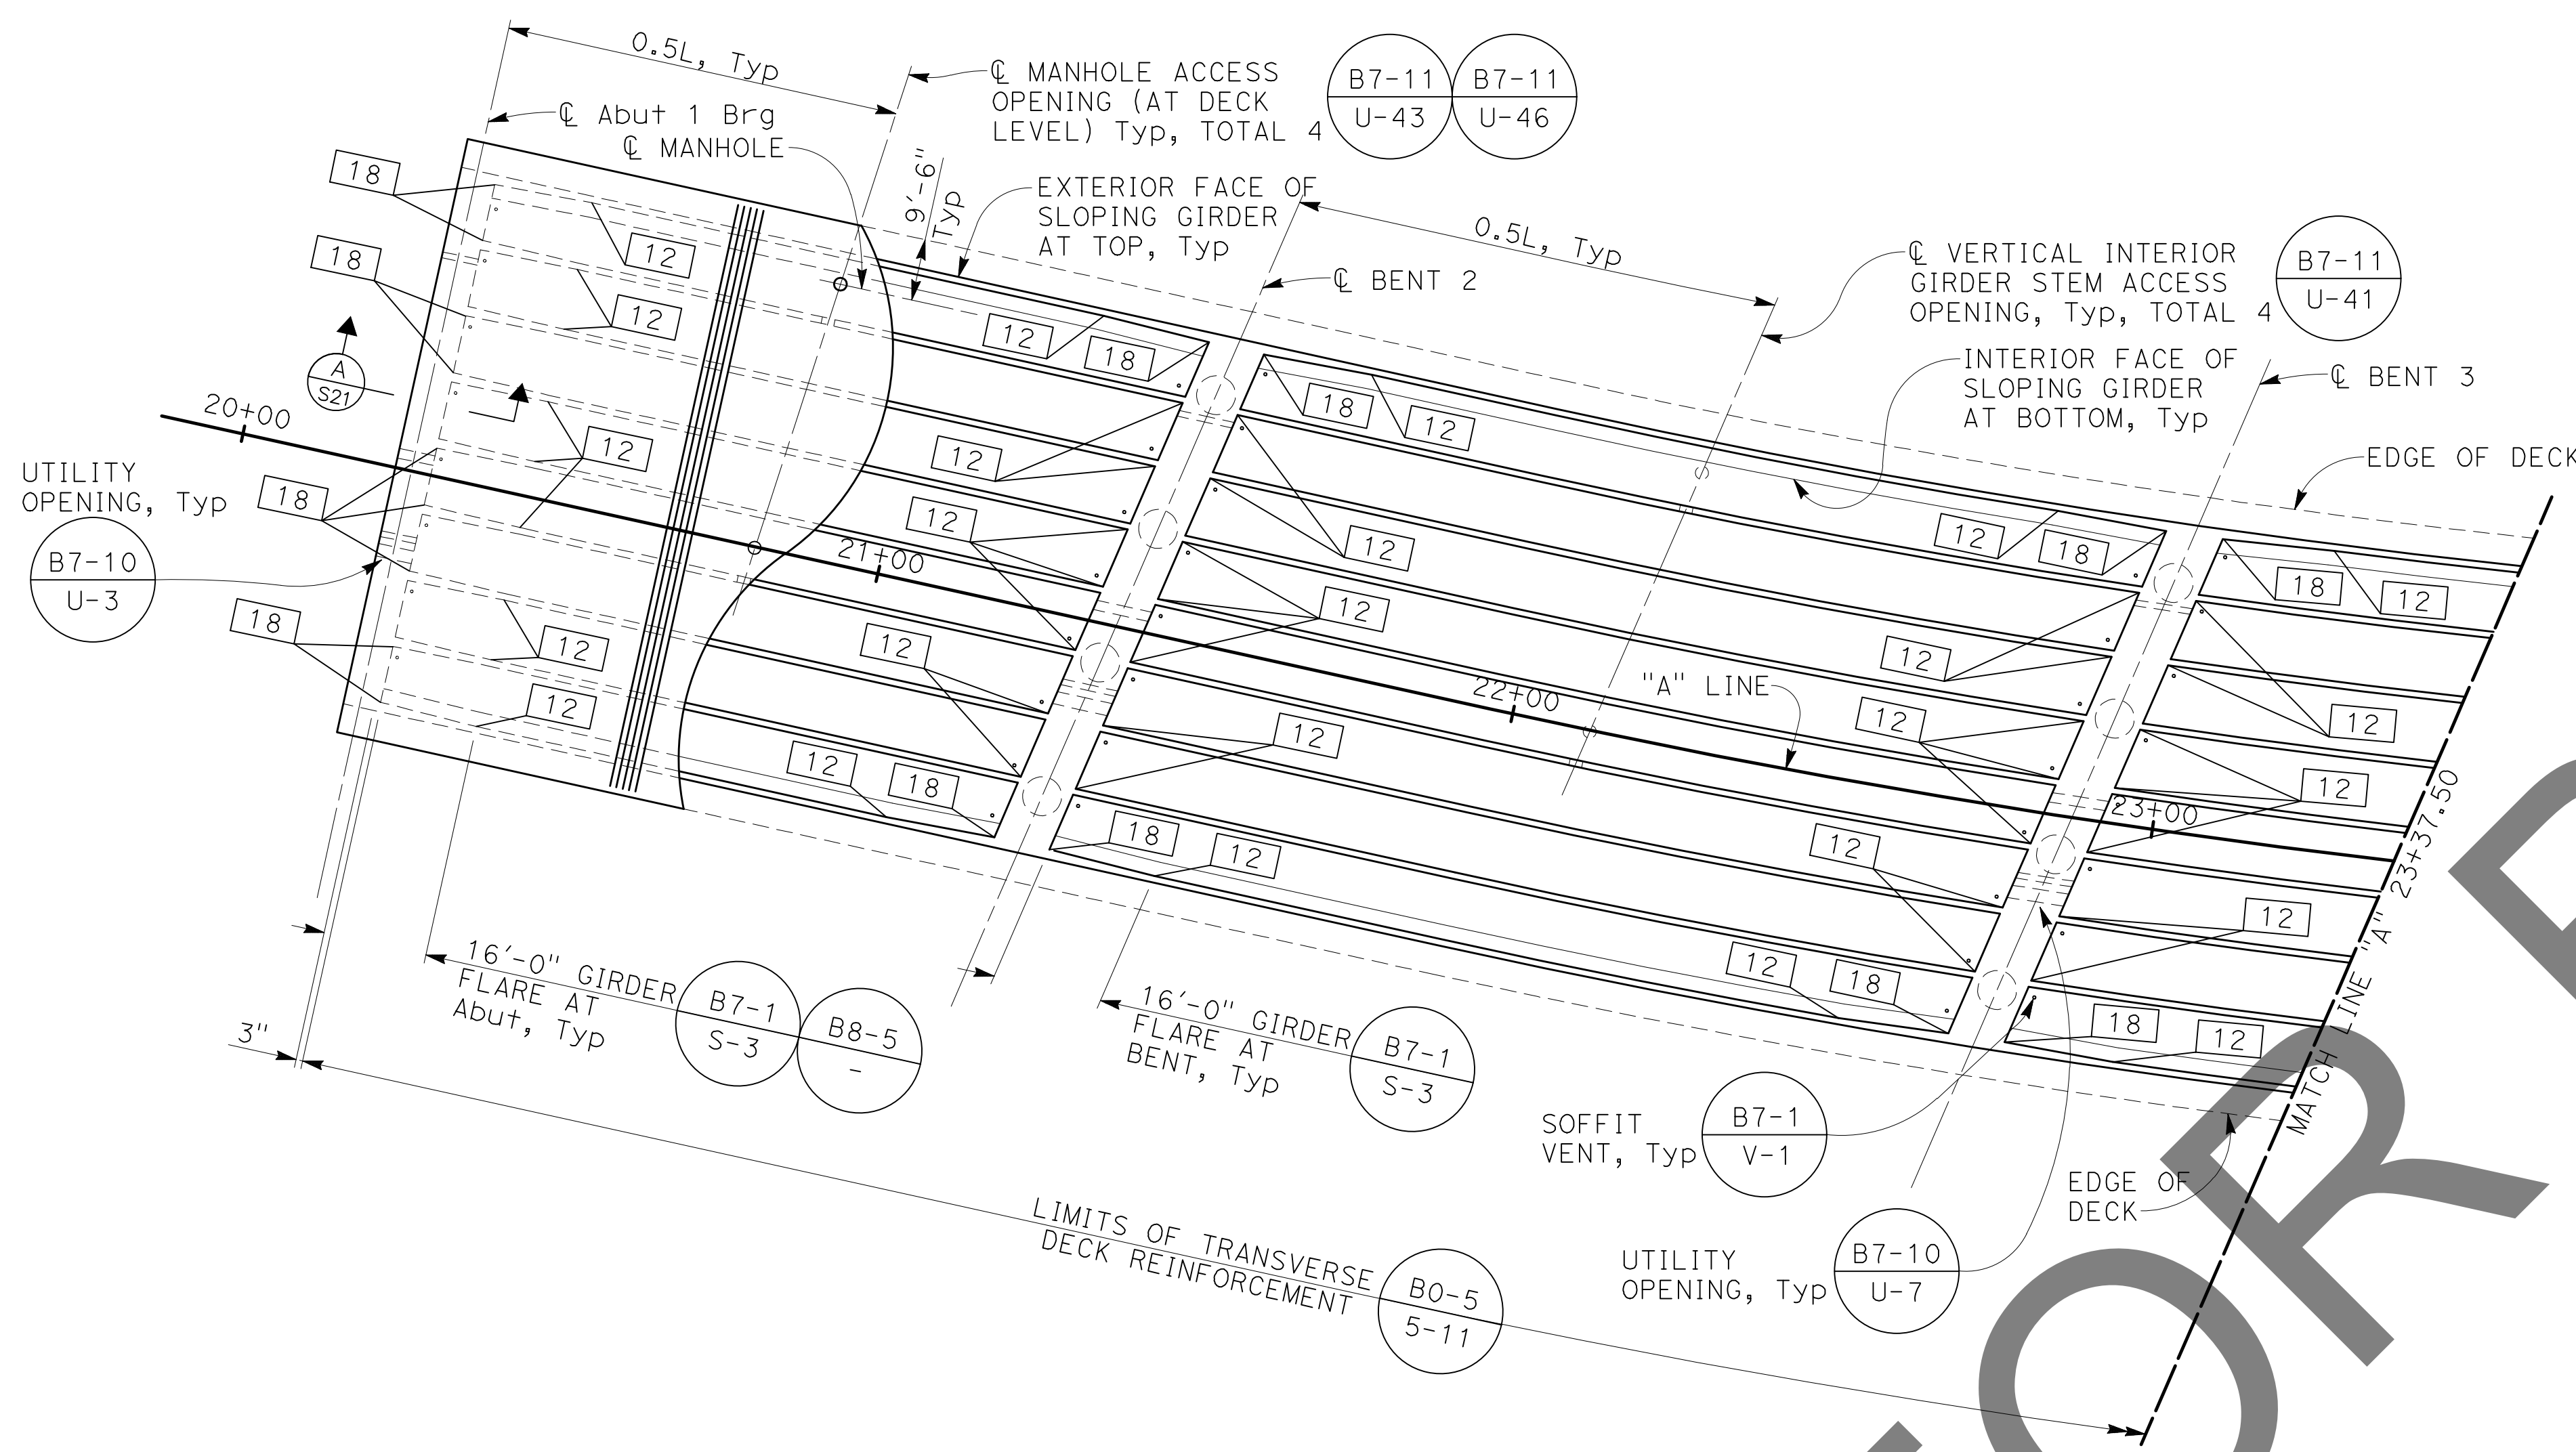 0.5L, Typ
℄ Abut 1 Brg
℄ MANHOLE
℄ MANHOLE ACCESS
OPENING (AT DECK
LEVEL) Typ, TOTAL 4
B7-11
U-43
B7-11
U-46
9'-6"
Typ
EXTERIOR FACE OF
SLOPING GIRDER
AT TOP, Typ
0.5L, Typ
℄ BENT 2
℄ VERTICAL INTERIOR
GIRDER STEM ACCESS
OPENING, Typ, TOTAL 4
B7-11
U-41
INTERIOR FACE OF
SLOPING GIRDER
AT BOTTOM, Typ
℄ BENT 3
EDGE OF DECK
18
18
18
18
12
12
12
12
12
A
S21
20+00
UTILITY
OPENING, Typ
B7-10
U-3
12
18
12
12
12
12
18
21+00
18
12
12
12
12
18
12
22+00
"A" LINE
12
18
12
12
12
12
18
18
12
12
12
12
18
12
23+00
MATCH LINE "A" 23+37.50
16'-0" GIRDER
FLARE AT
Abut, Typ
B7-1
S-3
B8-5
-
16'-0" GIRDER
FLARE AT
BENT, Typ
B7-1
S-3
3"
SOFFIT
VENT, Typ
B7-1
V-1
UTILITY
OPENING, Typ
B7-10
U-7
EDGE OF
DECK
LIMITS OF TRANSVERSE
DECK REINFORCEMENT
B0-5
5-11
OR